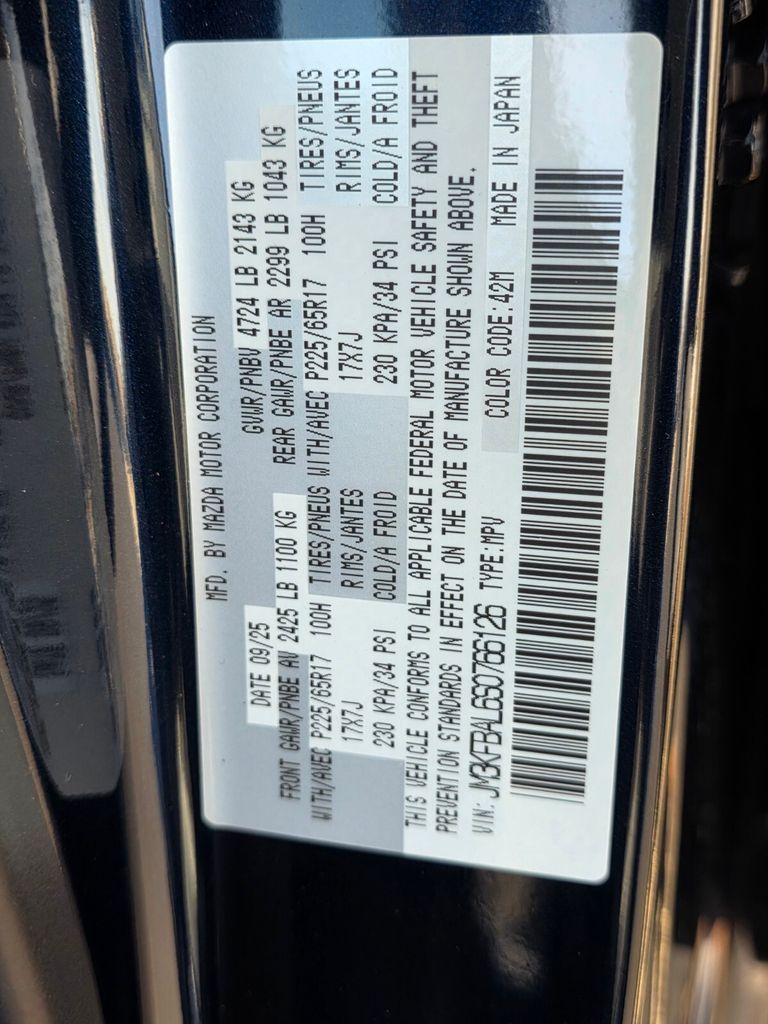 MFD. BY MAZDA MOTOR CORPORATION
DATE 09/25 GVWR/PNBV 4724 LB 2143 KG
FRONT GAWR/PNBE AV 2425 LB 1100 KG REAR GAWR/PNBE AR 2299 LB 1043 KG
WITH/AVEC P225/65R17 100H TIRES/PNEUS WITH/AVEC P225/65R17 100H TIRES/PNEUS
17X7J RIMS/JANTES 17X7J RIMS/JANTES
230 KPA/34 PSI COLD/A FROID 230 KPA/34 PSI COLD/A FROID
THIS VEHICLE CONFORMS TO ALL APPLICABLE FEDERAL MOTOR VEHICLE SAFETY AND THEFT
PREVENTION STANDARDS IN EFFECT ON THE DATE OF MANUFACTURE SHOWN ABOVE.
VIN: JM3KFBAL6S0766126 TYPE:MPV COLOR CODE:42M MADE IN JAPAN